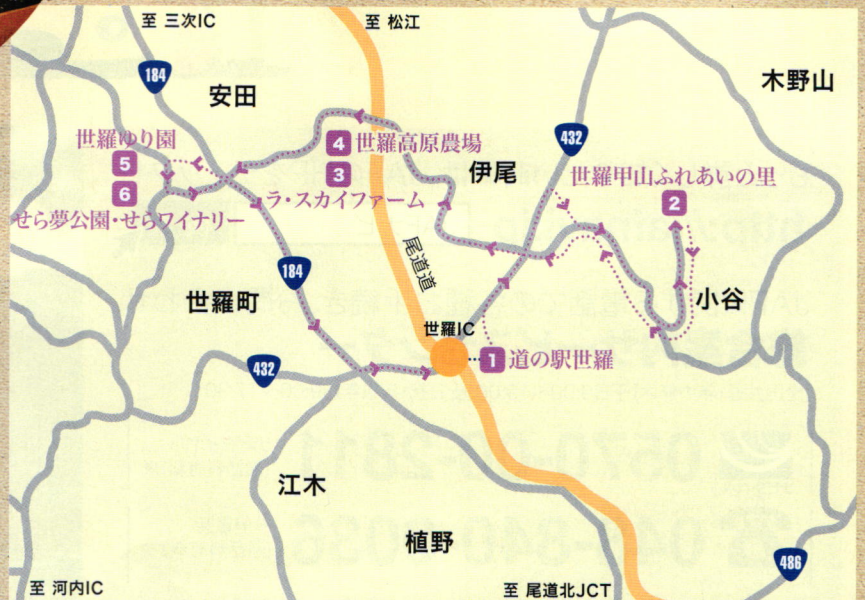 至 三次IC
至 松江
184
安田
木野山
世羅ゆり園
5
6
せら夢公園・せらワイナリー
4 世羅高原農場
3
ラ・スカイファーム
伊尾
432
世羅甲山ふれあいの里
2
小谷
尾道道
184
世羅町
世羅IC
1 道の駅世羅
432
江木
植野
486
至 河内IC
至 尾道北JCT